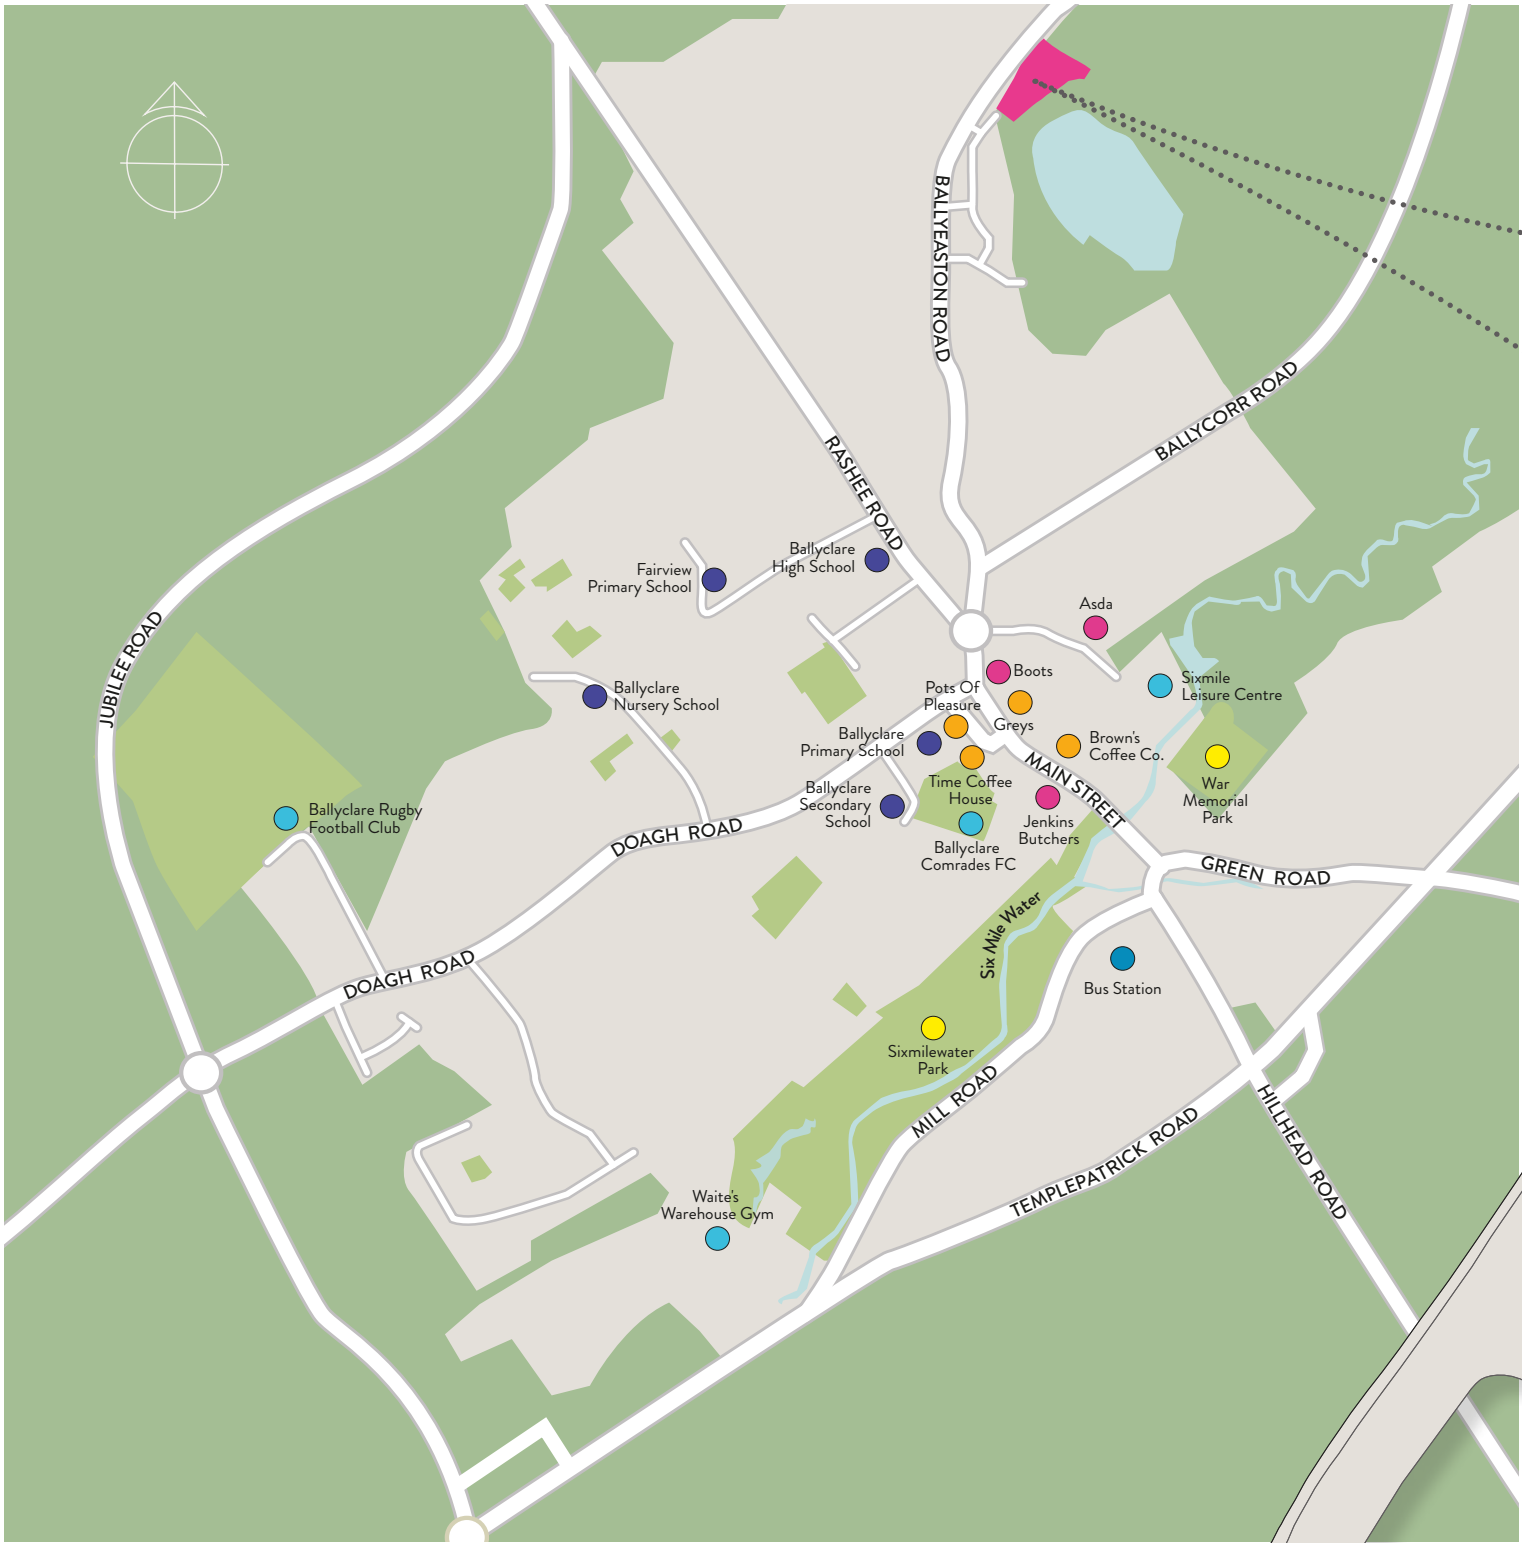 BALLYEASTON ROAD
BALLYCORR ROAD
RASHEE ROAD
Ballyclare
High School
Fairview
Primary School
Asda
JUBILEE ROAD
Boots
Sixmile
Leisure Centre
Ballyclare
Nursery School
Pots Of
Pleasure
Greys
Ballyclare
Primary School
Brown's
Coffee Co.
MAIN STREET
Time Coffee
House
War
Memorial
Park
Ballyclare
Secondary
School
Jenkins
Butchers
Ballyclare Rugby
Football Club
DOAGH ROAD
Ballyclare
Comrades FC
GREEN ROAD
Six Mile Water
DOAGH ROAD
Bus Station
Sixmilewater
Park
MILL ROAD
HILLHEAD ROAD
TEMPLEPATRICK ROAD
Waite's
Warehouse Gym